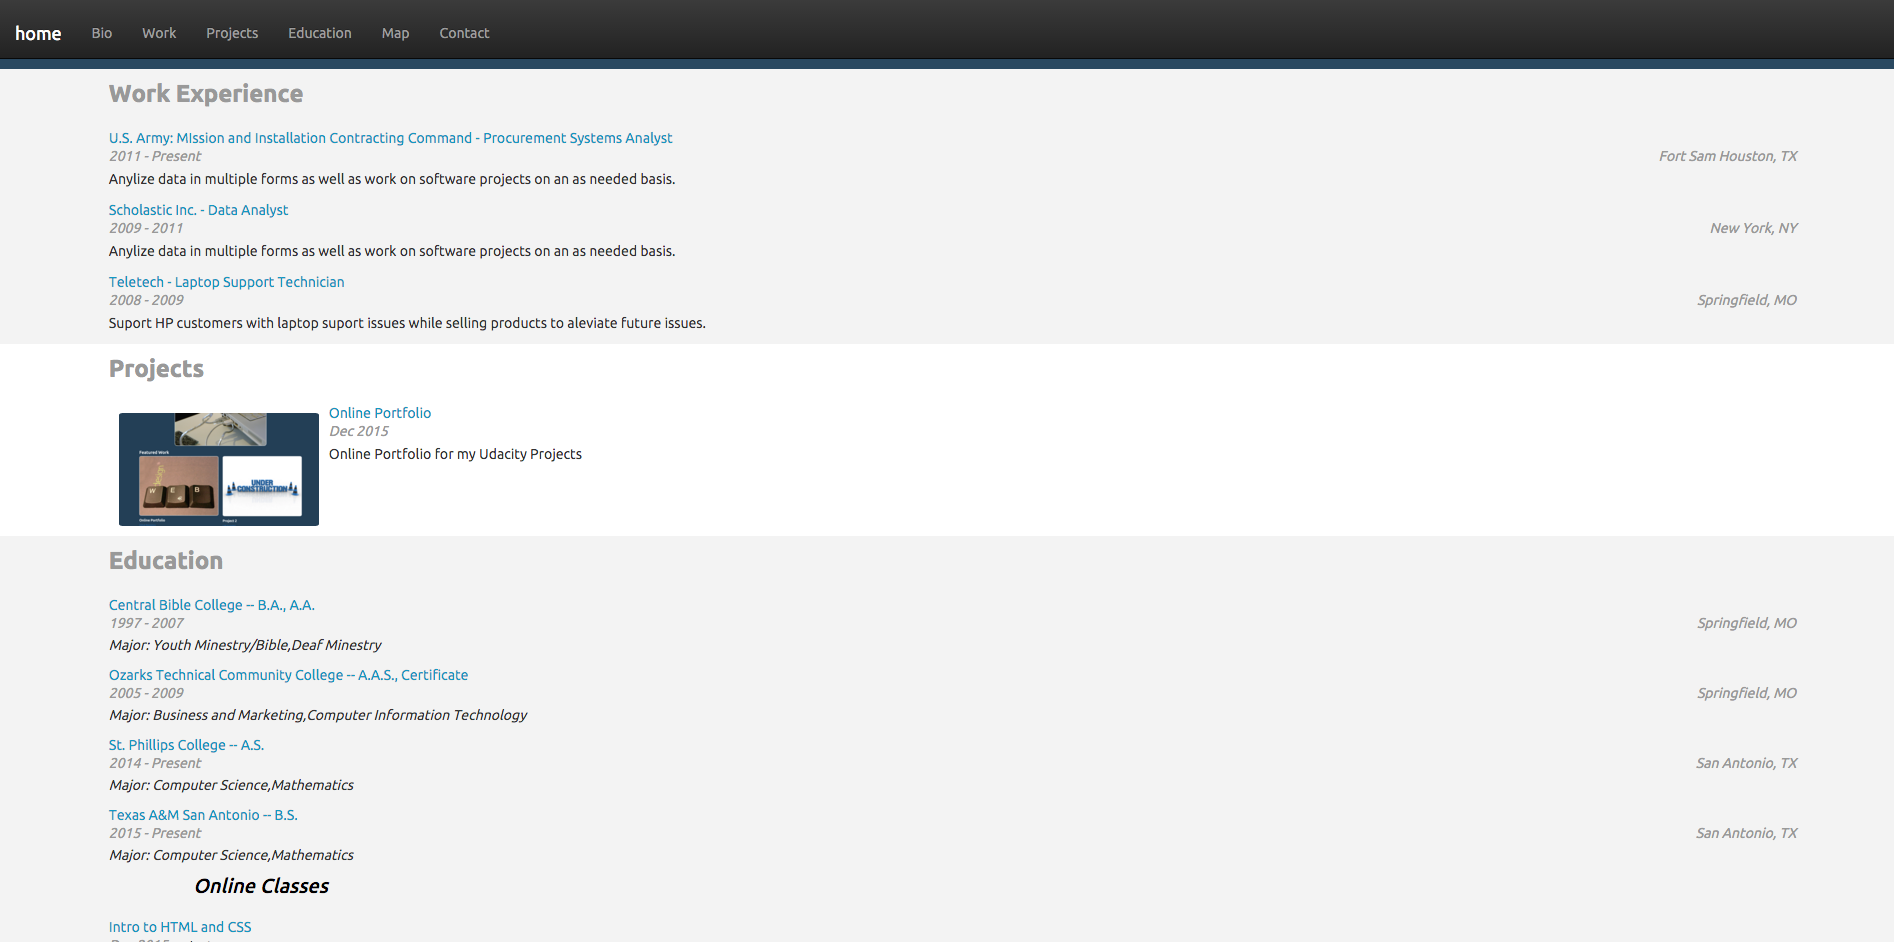 home Bio Work Projects Education Map Contact
Work Experience
U.S. Army: MIssion and Installation Contracting Command - Procurement Systems Analyst
2011 - Present Fort Sam Houston, TX
Anylize data in multiple forms as well as work on software projects on an as needed basis.
Scholastic Inc. - Data Analyst
2009 - 2011 New York, NY
Anylize data in multiple forms as well as work on software projects on an as needed basis.
Teletech - Laptop Support Technician
2008 - 2009 Springfield, MO
Suport HP customers with laptop suport issues while selling products to aleviate future issues.
Projects
Online Portfolio
Dec 2015
Online Portfolio for my Udacity Projects
Featured Work
design
W E B
UNDER
CONSTRUCTION
Online Portfolio Project 2
Education
Central Bible College -- B.A., A.A.
1997 - 2007 Springfield, MO
Major: Youth Minestry/Bible,Deaf Minestry
Ozarks Technical Community College -- A.A.S., Certificate
2005 - 2009 Springfield, MO
Major: Business and Marketing,Computer Information Technology
St. Phillips College -- A.S.
2014 - Present San Antonio, TX
Major: Computer Science,Mathematics
Texas A&M San Antonio -- B.S.
2015 - Present San Antonio, TX
Major: Computer Science,Mathematics
Online Classes
Intro to HTML and CSS